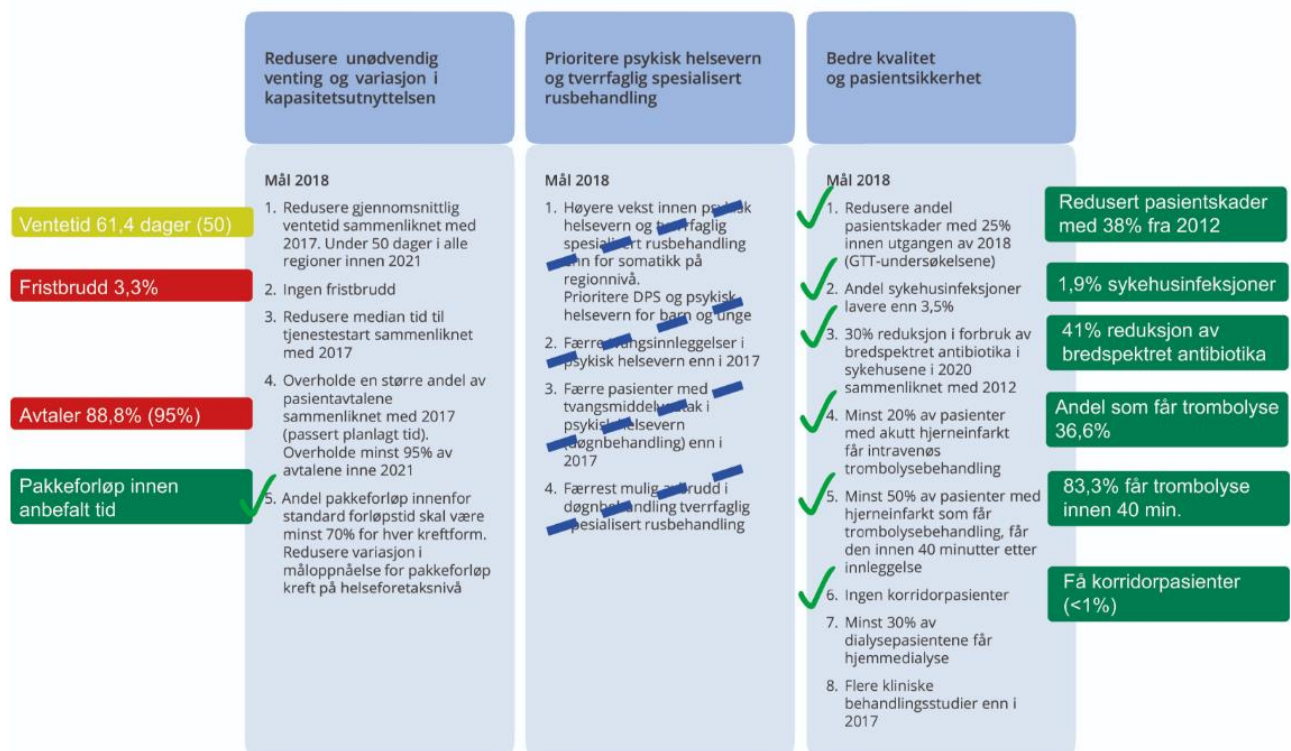 Redusere unødvendig
venting og variasjon i
kapasitetsutnyttelsen
Mål 2018
Ventetid 61,4 dager (50)
1. Redusere gjennomsnittlig
ventetid sammenliknet med
2017. Under 50 dager i alle
regioner innen 2021
Fristbrudd 3,3%
2. Ingen fristbrudd
3. Redusere median tid til
tjenestestart sammenliknet
med 2017
Avtaler 88,8% (95%)
4. Overholde en større andel av
pasientavtalene
sammenliknet med 2017
(passert planlagt tid).
Overholde minst 95% av
avtalene inne 2021
Pakkeforløp innen
anbefalt tid
5. Andel pakkeforløp innenfor
standard forløpstid skal være
minst 70% for hver kreftform.
Redusere variasjon i
måloppnåelse for pakkeforløp
kreft på helseforetaksnivå
Prioritere psykisk helsevern
og tverrfaglig spesialisert
rusbehandling
Mål 2018
1. Høyere vekst innen psykisk
helsevern og tverrfaglig
spesialisert rusbehandling
enn for somatikk på
regionnivå.
Prioritere DPS og psykisk
helsevern for barn og unge
2. Færre tvangsinnleggelser i
psykisk helsevern enn i 2017
3. Færre pasienter med
tvangsmiddelvedtak i
psykisk helsevern
(døgnbehandling) enn i
2017
4. Færrest mulig avbrudd i
døgnbehandling tverrfaglig
spesialisert rusbehandling
Bedre kvalitet
og pasientsikkerhet
Mål 2018
1. Redusere andel
pasientskader med 25%
innen utgangen av 2018
(GTT-undersøkelsene)
Redusert pasientskader
med 38% fra 2012
2. Andel sykehusinfeksjoner
lavere enn 3,5%
1,9% sykehusinfeksjoner
3. 30% reduksjon i forbruk av
bredspektret antibiotika i
sykehusene i 2020
sammenliknet med 2012
41% reduksjon av
bredspektret antibiotika
4. Minst 20% av pasienter
med akutt hjerneinfarkt
får intravenøs
trombolysebehandling
Andel som får trombolyse
36,6%
5. Minst 50% av pasienter med
hjerneinfarkt som får
trombolysebehandling, får
den innen 40 minutter etter
innleggelse
83,3% får trombolyse
innen 40 min.
6. Ingen korridorpasienter
Få korridorpasienter
(<1%)
7. Minst 30% av
dialysepasientene får
hjemmedialyse
8. Flere kliniske
behandlingsstudier enn i
2017